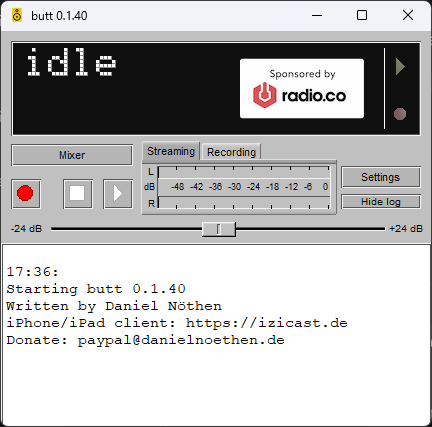 butt 0.1.40
idle
Sponsored by
radio.co
Mixer
Streaming Recording
L
dB -48 -42 -36 -30 -24 -18 -12 -6 0
R
Settings
Hide log
-24 dB +24 dB
17:36:
Starting butt 0.1.40
Written by Daniel Nöthen
iPhone/iPad client: https://izicast.de
Donate: paypal@danielnoethen.de